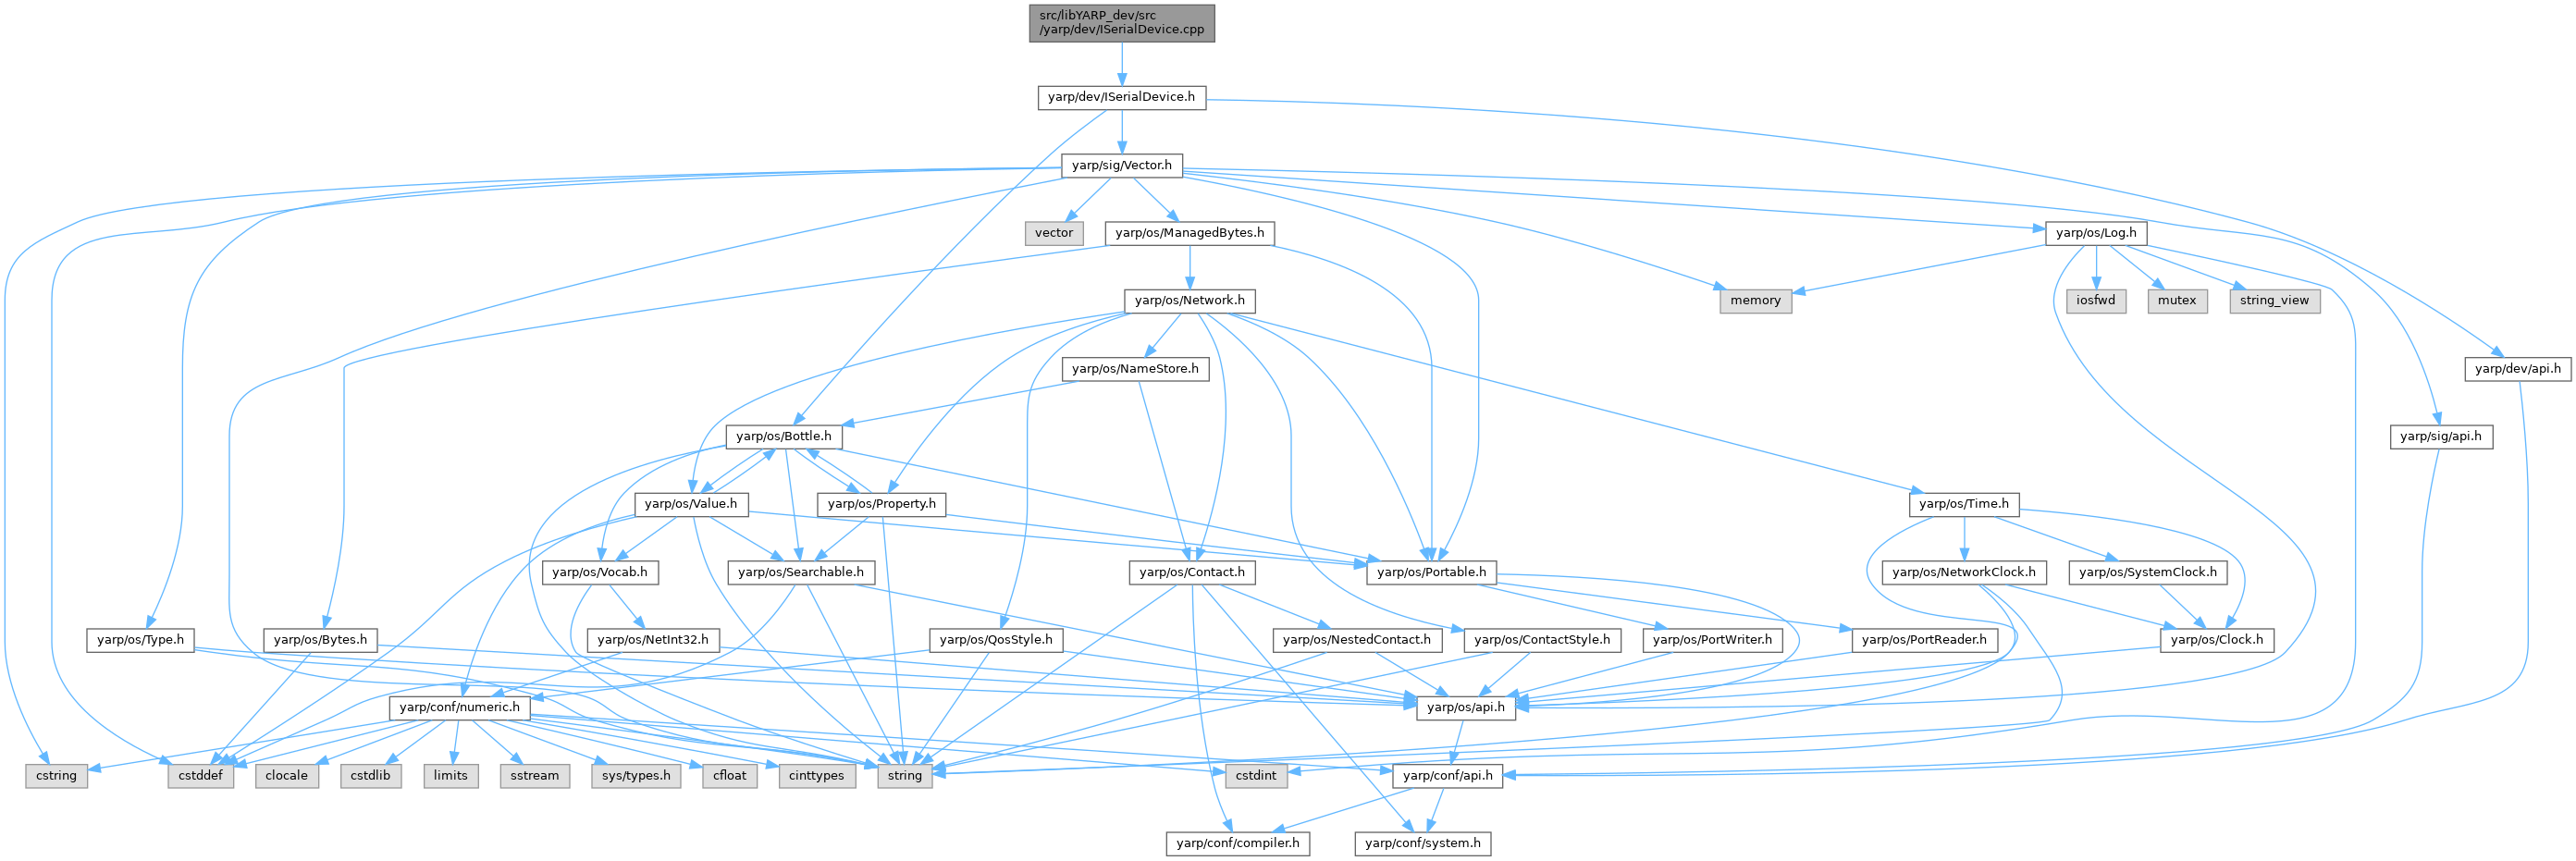 src/libYARP_dev/src
/yarp/dev/ISerialDevice.cpp
yarp/dev/ISerialDevice.h
yarp/sig/Vector.h
vector
yarp/os/ManagedBytes.h
yarp/os/Log.h
yarp/os/Network.h
memory
iosfwd
mutex
string_view
yarp/os/NameStore.h
yarp/dev/api.h
yarp/os/Bottle.h
yarp/sig/api.h
yarp/os/Value.h
yarp/os/Property.h
yarp/os/Time.h
yarp/os/Vocab.h
yarp/os/Searchable.h
yarp/os/Contact.h
yarp/os/Portable.h
yarp/os/NetworkClock.h
yarp/os/SystemClock.h
yarp/os/Type.h
yarp/os/Bytes.h
yarp/os/NetInt32.h
yarp/os/QosStyle.h
yarp/os/NestedContact.h
yarp/os/ContactStyle.h
yarp/os/PortWriter.h
yarp/os/PortReader.h
yarp/os/Clock.h
yarp/conf/numeric.h
yarp/os/api.h
cstring
cstddef
clocale
cstdlib
limits
sstream
sys/types.h
cfloat
cinttypes
string
cstdint
yarp/conf/api.h
yarp/conf/compiler.h
yarp/conf/system.h